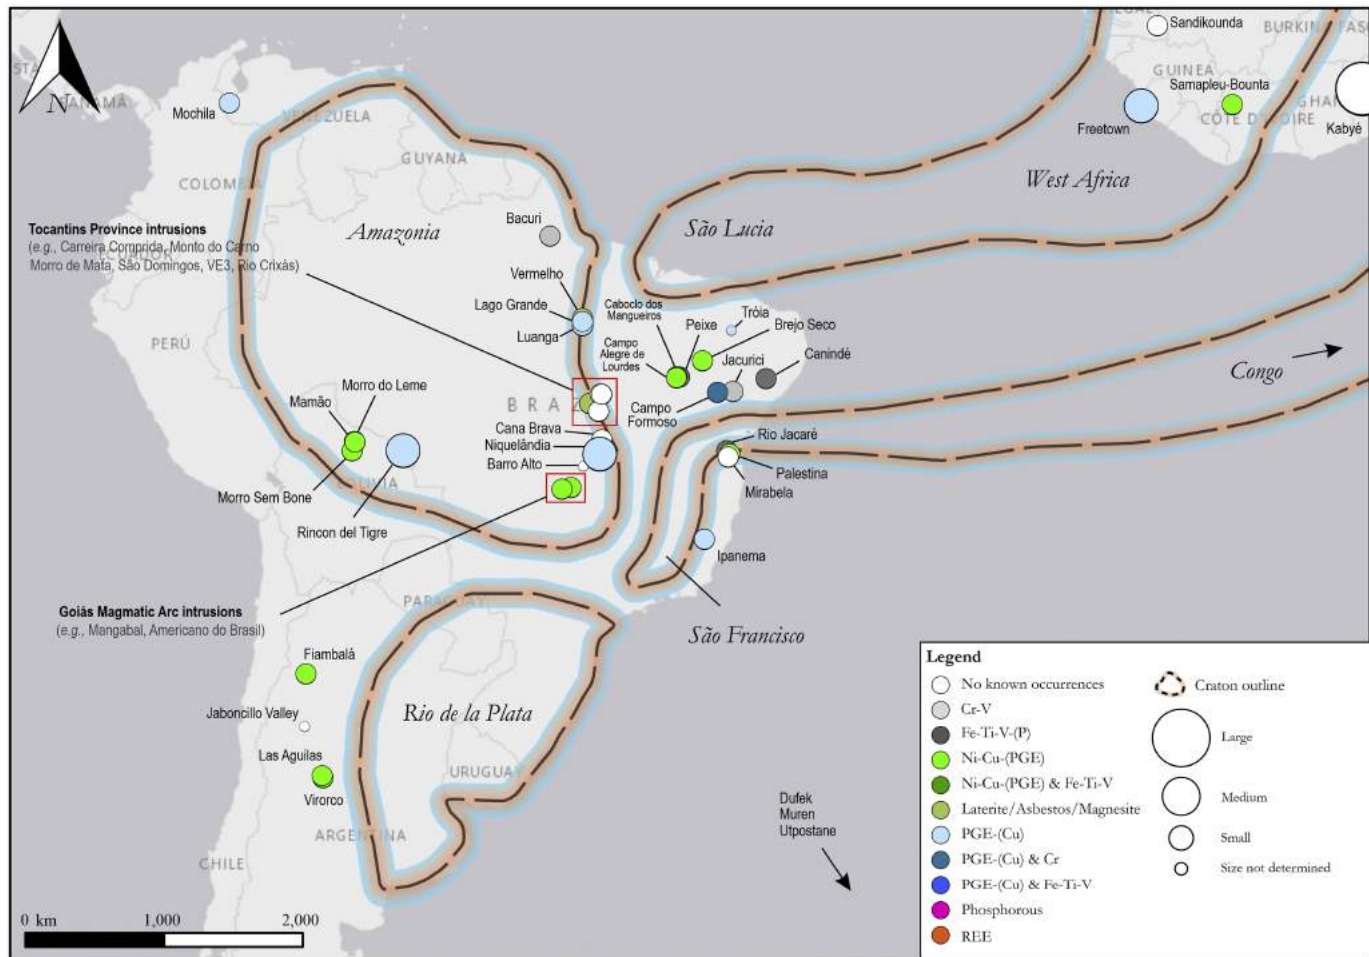 SENEGAL
Sandikounda
BURKINA FASO
GUINEA
Samapleu-Bounta
GHANA
CÔTE D'IVOIRE
Freetown
Kabyé
N
PANAMÁ
Mochila
VENEZUELA
GUYANA
COLOMBIA
West Africa
São Lucia
Amazonia
Bacuri
Tocantins Province intrusions
(e.g., Carreira Comprida, Monto do Carno
Morro de Mata, São Domingos, VE3, Rio Crixàs)
ECUADOR
Vermelho
Lago Grande
Luanga
Caboclo dos
Mangueiros
Peixe
Tróia
Brejo Seco
Campo
Alegre de
Lourdes
Jacurici
Canindé
PERÚ
Congo
Morro do Leme
Mamão
BRAZ
Campo
Formoso
Cana Brava
Niquelândia
Barro Alto
Rio Jacaré
Palestina
Mirabela
BOLIVIA
Morro Sem Bone
Rincon del Tigre
Ipanema
PARAGUAY
Goiás Magmatic Arc intrusions
(e.g., Mangabal, Americano do Brasil)
São Francisco
Fiambalá
Jaboncillo Valley
Rio de la Plata
Las Aguilas
Virorco
URUGUAY
ARGENTINA
CHILE
Dufek
Muren
Utpostane
0 km
1,000
2,000
Legend
No known occurrences
Cr-V
Fe-Ti-V-(P)
Ni-Cu-(PGE)
Ni-Cu-(PGE) & Fe-Ti-V
Laterite/Asbestos/Magnesite
PGE-(Cu)
PGE-(Cu) & Cr
PGE-(Cu) & Fe-Ti-V
Phosphorous
REE
Craton outline
Large
Medium
Small
Size not determined